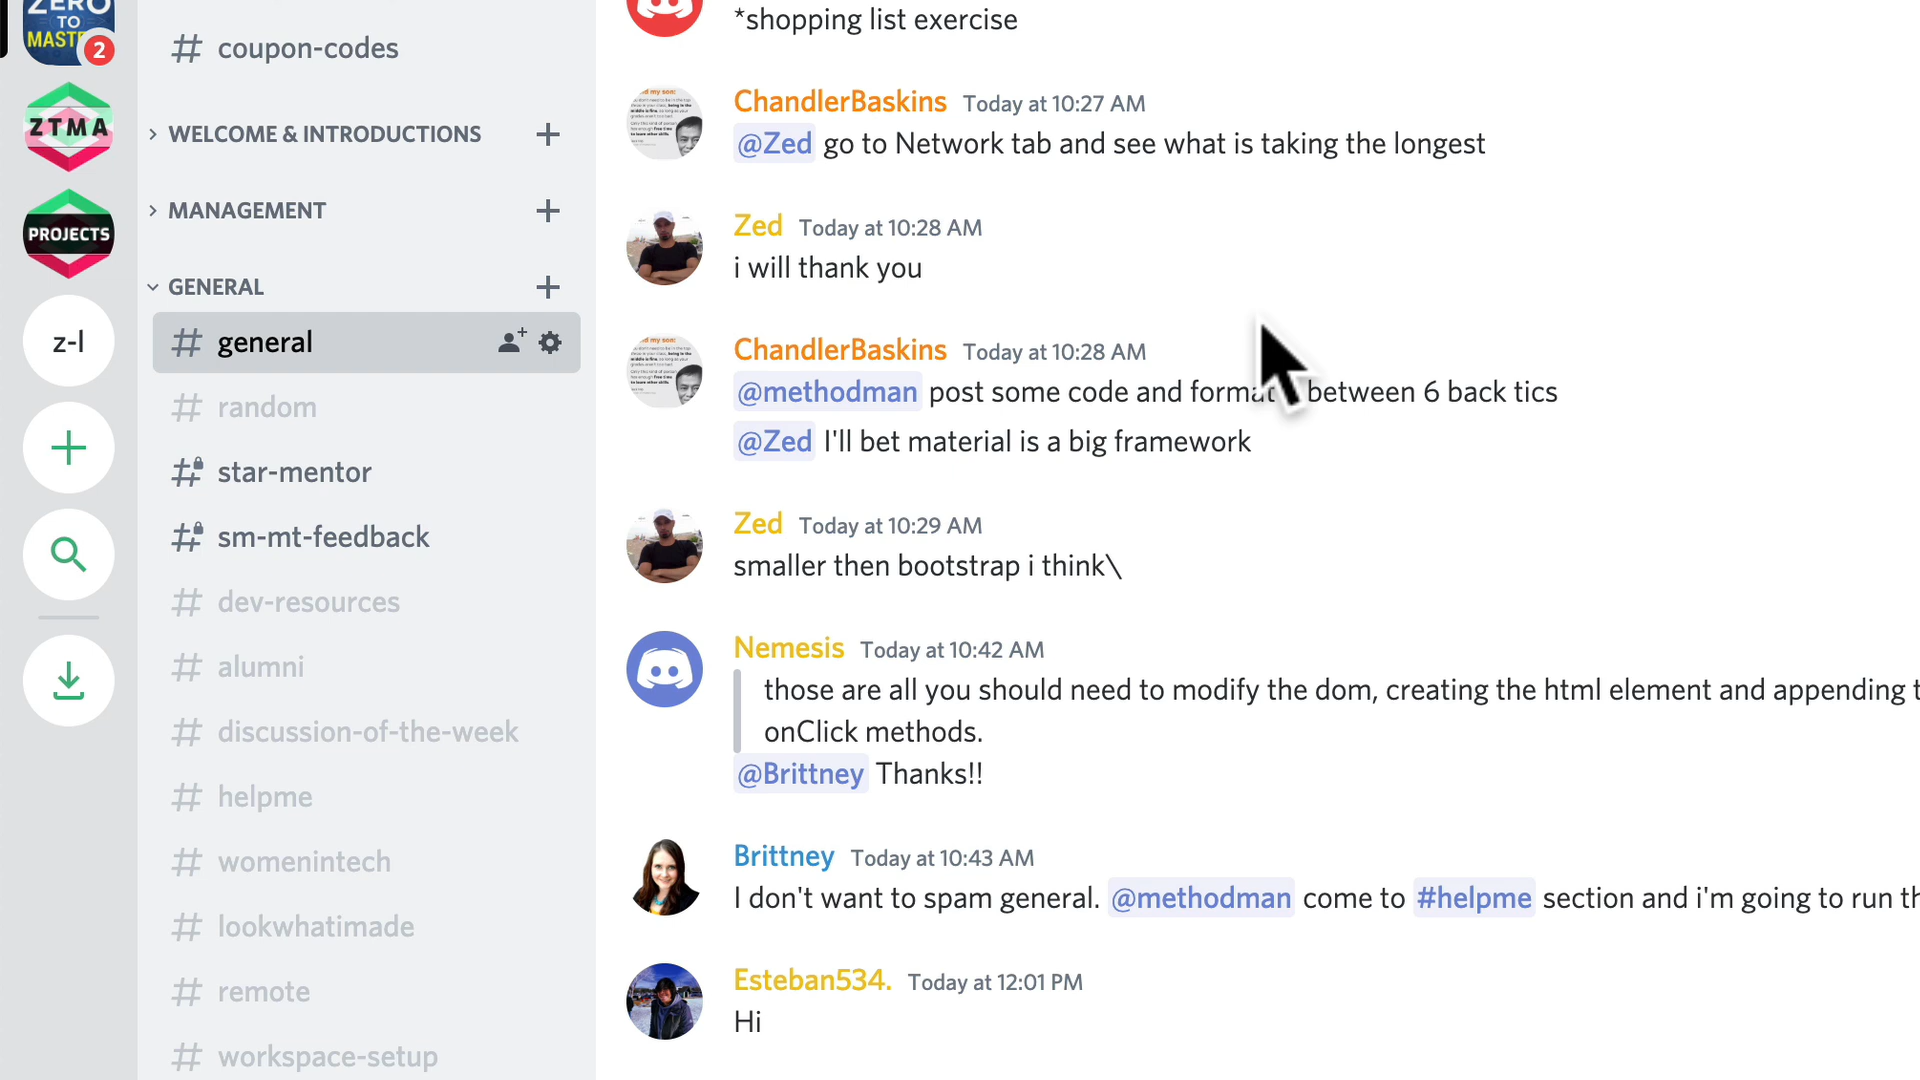 ZERO
TO
2
ZTMA
PROJECTS
z-l
# coupon-codes
WELCOME & INTRODUCTIONS
MANAGEMENT
GENERAL
# general
# random
# star-mentor
# sm-mt-feedback
# dev-resources
# alumni
# discussion-of-the-week
# helpme
# womenintech
# lookwhatimade
# remote
# workspace-setup
*shopping list exercise
ChandlerBaskins Today at 10:27 AM
@Zed go to Network tab and see what is taking the longest
Zed Today at 10:28 AM
i will thank you
ChandlerBaskins Today at 10:28 AM
@methodman post some code and format between 6 back tics
@Zed I'll bet material is a big framework
Zed Today at 10:29 AM
smaller then bootstrap i think\
Nemesis Today at 10:42 AM
those are all you should need to modify the dom, creating the html element and appending
onClick methods.
@Brittney Thanks!!
Brittney Today at 10:43 AM
I don't want to spam general. @methodman come to #helpme section and i'm going to run
Esteban534. Today at 12:01 PM
Hi